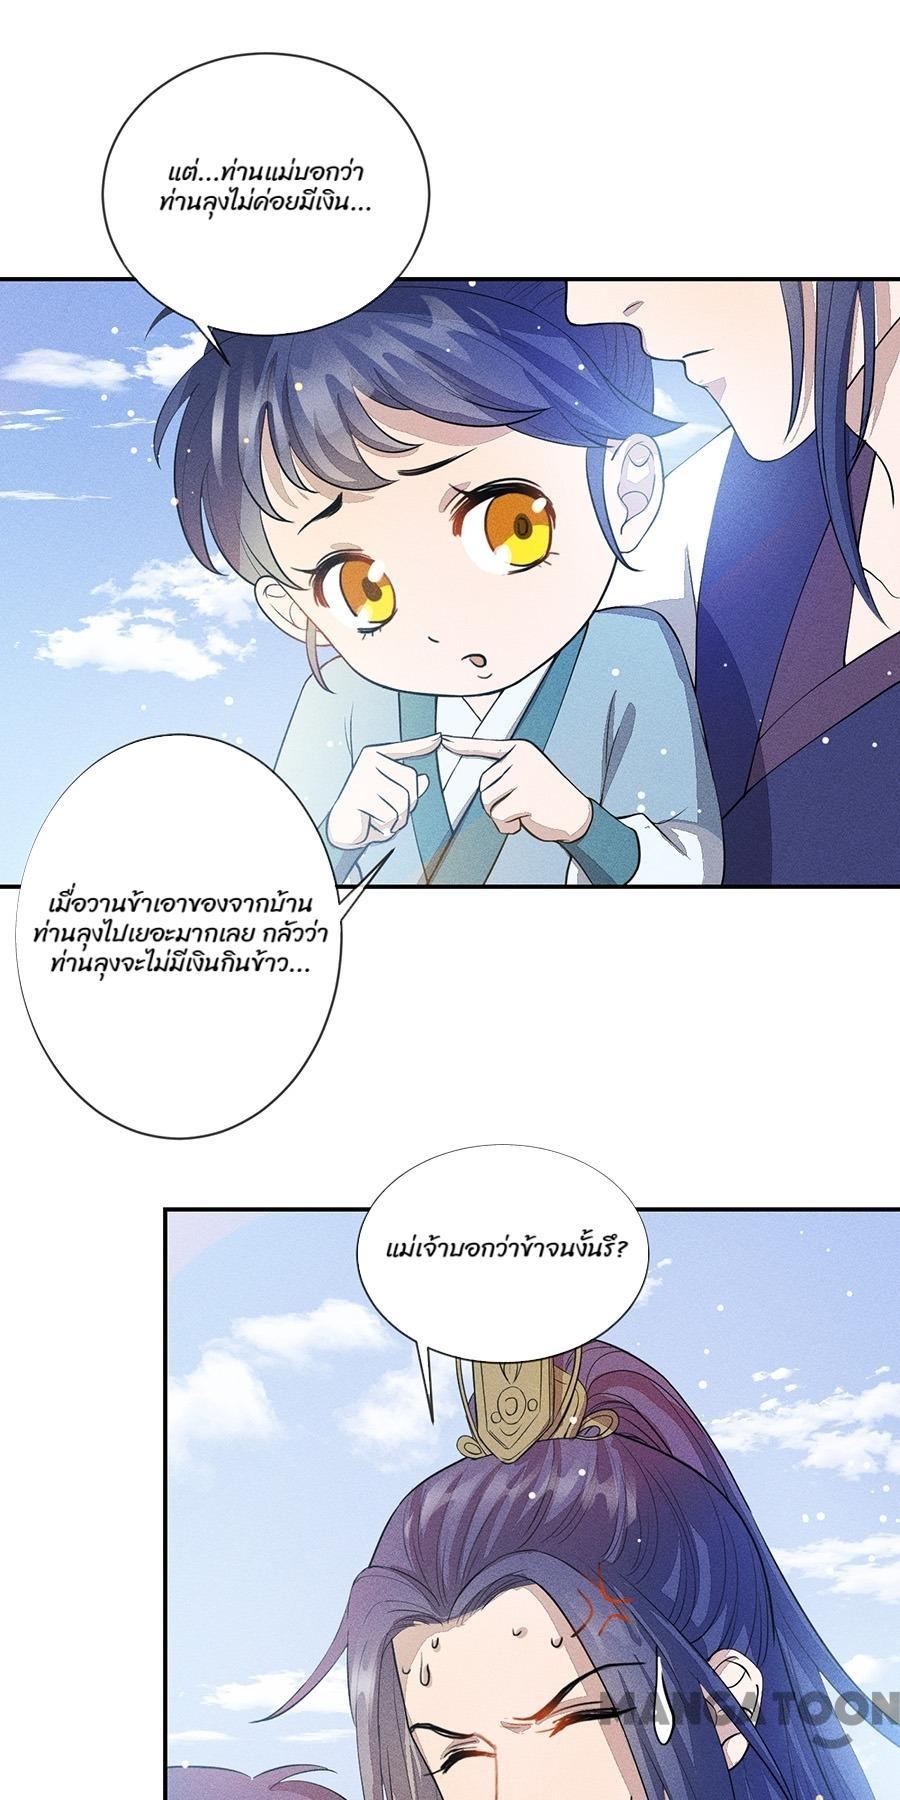 แต่...ท่านแม่บอกว่า
ท่านลุงไม่ค่อยมีเงิน...
เมื่อวานข้าเอาของจากบ้าน
ท่านลุงไปเยอะมากเลย กลัวว่า
ท่านลุงจะไม่มีเงินกินข้าว...
แม่เจ้าบอกว่าข้าจนงั้นรึ?
MANGATOON